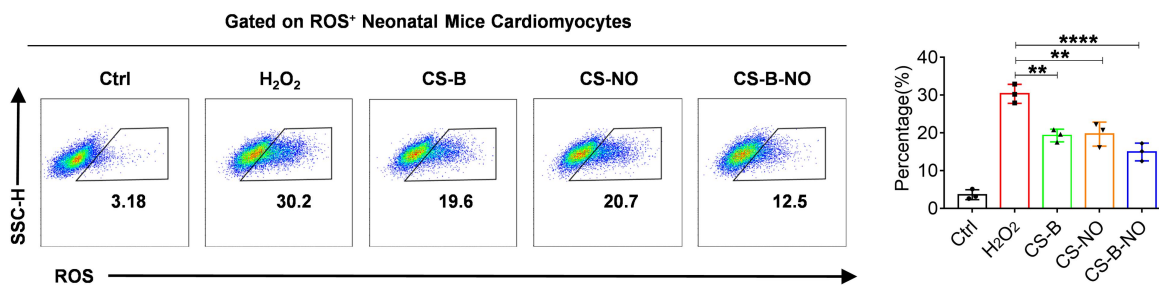 Gated on ROS⁺ Neonatal Mice Cardiomyocytes
Ctrl
H₂O₂
CS-B
CS-NO
CS-B-NO
SSC-H
3.18
30.2
19.6
20.7
12.5
ROS
Percentage(%)
40
30
20
10
0
****
**
**
Ctrl
H₂O₂
CS-B
CS-NO
CS-B-NO